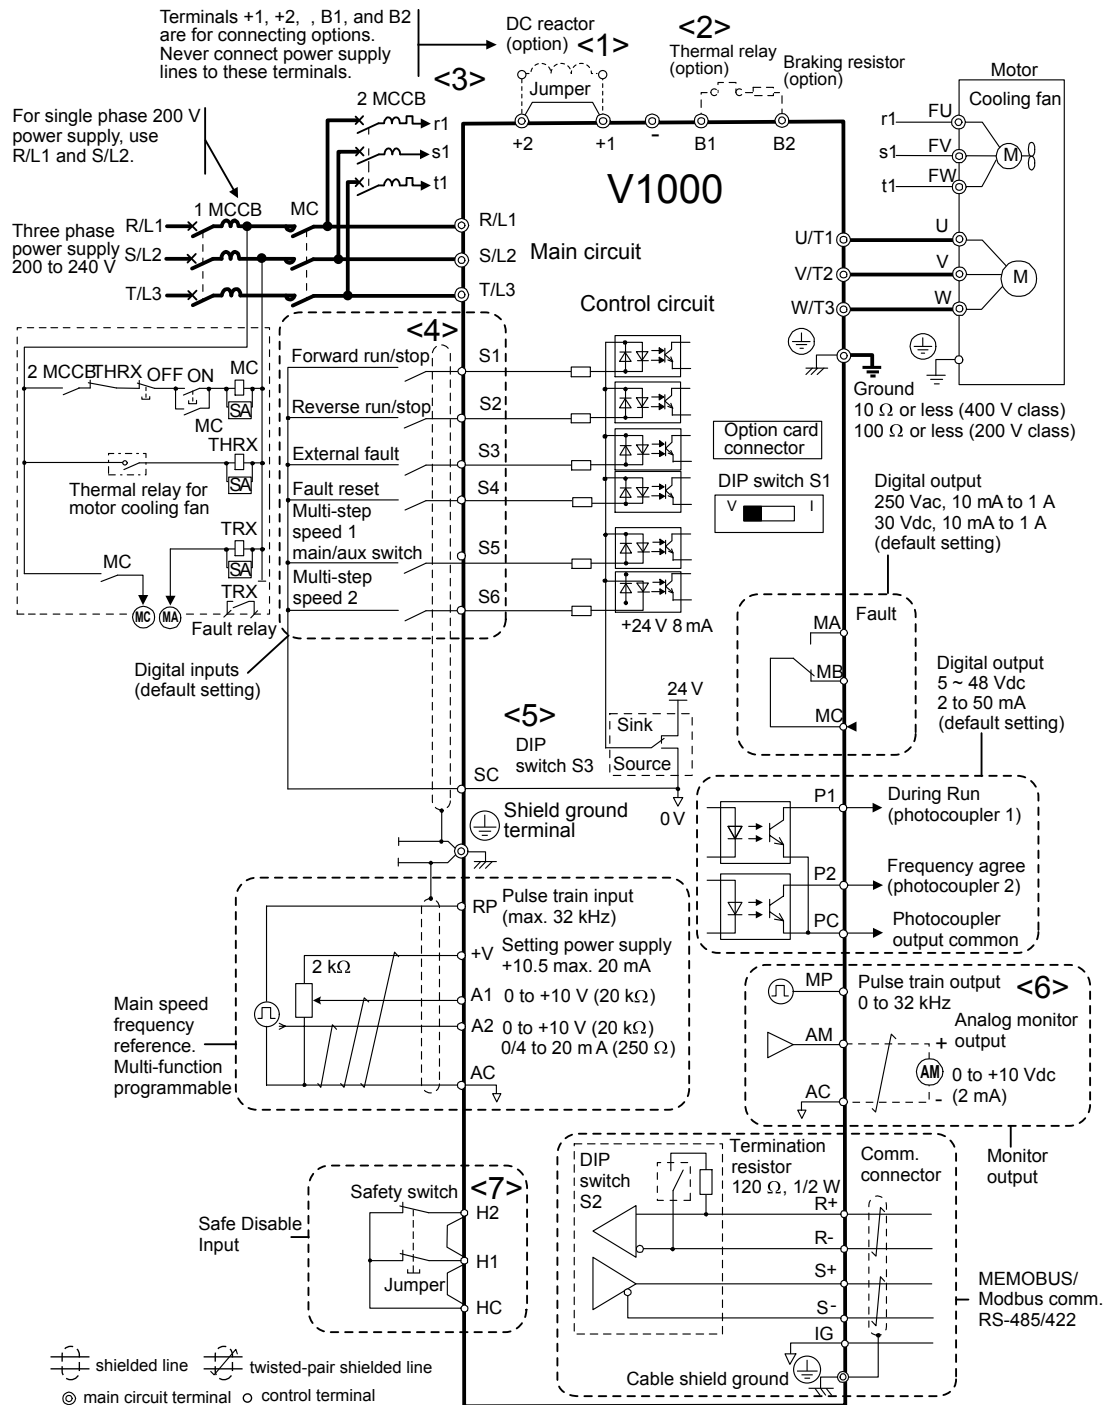 Terminals +1, +2, , B1, and B2
are for connecting options.
Never connect power supply
lines to these terminals.
DC reactor
(option) <1>
Jumper
<2>
Thermal relay
(option)
Braking resistor
(option)
<3>
2 MCCB
r1
s1
t1
+2
+1
-
B1
B2
Motor
Cooling fan
r1
FU
s1
FV
t1
FW
M
For single phase 200 V
power supply, use
R/L1 and S/L2.
V1000
1 MCCB
MC
Three phase
power supply
200 to 240 V
R/L1
S/L2
T/L3
R/L1
S/L2
T/L3
Main circuit
Control circuit
U/T1
V/T2
W/T3
U
V
W
M
Ground
10 Ω or less (400 V class)
100 Ω or less (200 V class)
2 MCCB
THRX
OFF
ON
MC
SA
MC
THRX
SA
Thermal relay for
motor cooling fan
TRX
SA
MC
TRX
MC
MA
Fault relay
<4>
Forward run/stop
S1
Reverse run/stop
S2
External fault
S3
Fault reset
S4
Multi-step
speed 1
main/aux switch
S5
Multi-step
speed 2
S6
Digital inputs
(default setting)
+24 V 8 mA
Option card
connector
DIP switch S1
V
I
Digital output
250 Vac, 10 mA to 1 A
30 Vdc, 10 mA to 1 A
(default setting)
MA
Fault
MB
MC
Digital output
5 ~ 48 Vdc
2 to 50 mA
(default setting)
24 V
<5>
DIP
switch S3
Sink
Source
SC
0 V
Shield ground
terminal
P1
During Run
(photocoupler 1)
P2
Frequency agree
(photocoupler 2)
PC
Photocoupler
output common
RP
Pulse train input
(max. 32 kHz)
+V
Setting power supply
+10.5 max. 20 mA
2 kΩ
A1
0 to +10 V (20 kΩ)
A2
0 to +10 V (20 kΩ)
0/4 to 20 mA (250 Ω)
AC
Main speed
frequency
reference.
Multi-function
programmable
MP
Pulse train output
0 to 32 kHz
<6>
AM
Analog monitor
output
+
AM
0 to +10 Vdc
(2 mA)
-
AC
Monitor
output
Safety switch
<7>
H2
H1
Jumper
HC
Safe Disable
Input
DIP
switch
S2
Termination
resistor
120 Ω, 1/2 W
Comm.
connector
R+
R-
S+
S-
IG
Cable shield ground
MEMOBUS/
Modbus comm.
RS-485/422
shielded line
twisted-pair shielded line
main circuit terminal
control terminal